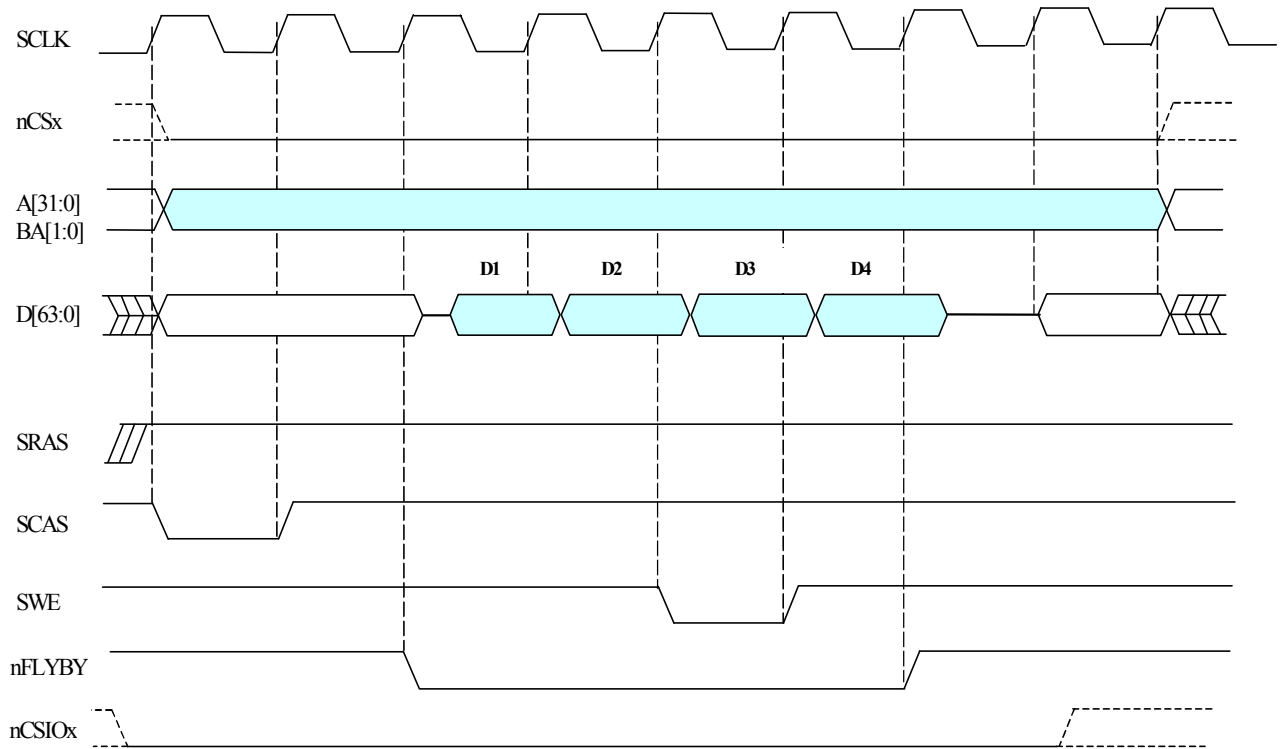 SCLK
nCSx
A[31:0]
BA[1:0]
D1 D2 D3 D4
D[63:0]
SRAS
SCAS
SWE
nFLYBY
nCSIOx